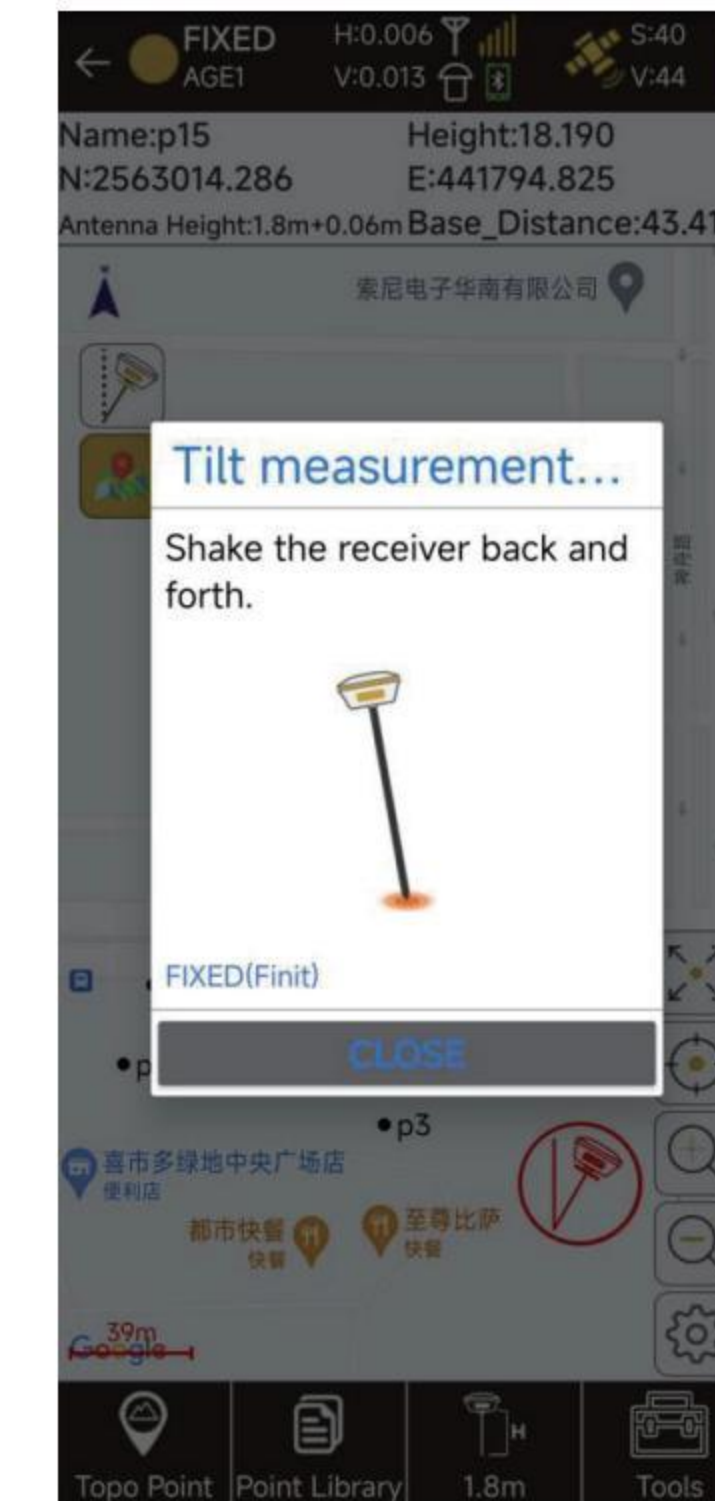 FIXED
AGE1
H:0.006
V:0.013
S:40
V:44
Name:p15 Height:18.190
N:2563014.286 E:441794.825
Antenna Height:1.8m+0.06m Base_Distance:43.41
索尼电子华南有限公司
Tilt measurement...
Shake the receiver back and
forth.
FIXED(Finit)
CLOSE
p3
喜市多绿地中央广场店
便利店
都市快餐
快餐
至尊比萨
快餐
39m
Google
H
Topo Point Point Library 1.8m Tools